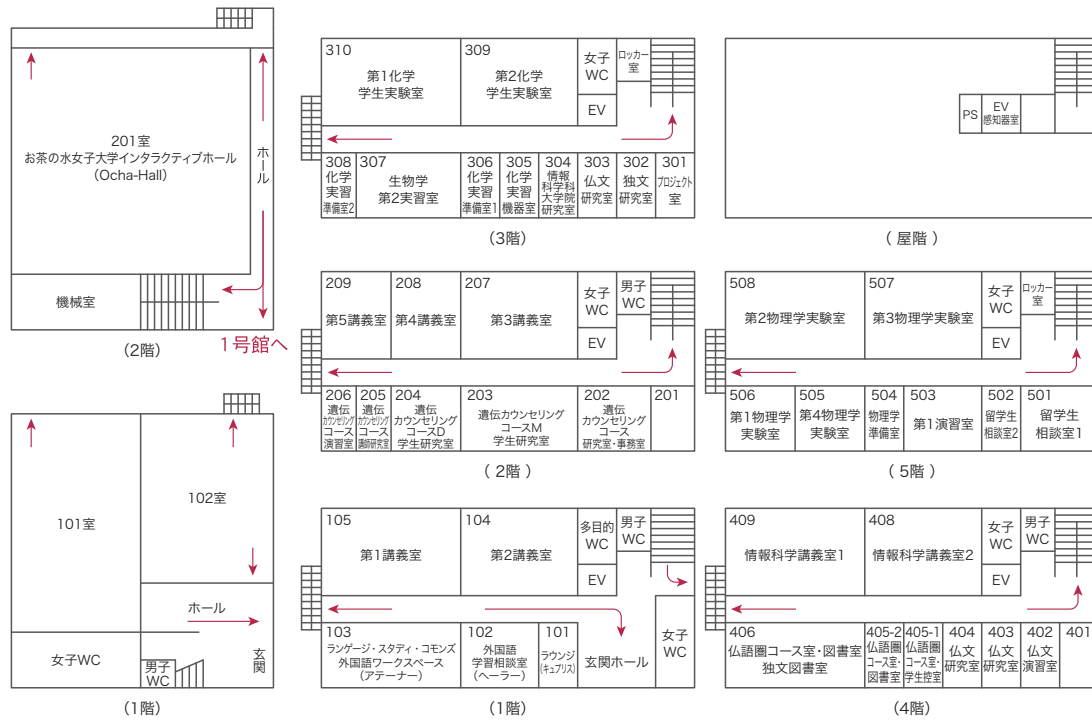 201室
お茶の水女子大学インタラクティブホール
(Ocha-Hall)
ホール
機械室
1号館へ
(2階)
101室
102室
ホール
玄関
女子WC
男子
WC
(1階)
310
第1化学
学生実験室
309
第2化学
学生実験室
女子
WC
ロッカー
室
EV
308
化学
実習
準備室2
307
生物学
第2実習室
306
化学
実習
準備室1
305
化学
実習
機器室
304
情報
科学科
大学院
研究室
303
仏文
研究室
302
独文
研究室
301
プロジェクト
室
(3階)
209
第5講義室
208
第4講義室
207
第3講義室
女子
WC
男子
WC
EV
206
遺伝
カウンセリング
コース
演習室
205
遺伝
カウンセリング
コース
講師研究室
204
遺伝
カウンセリング
コースD
学生研究室
203
遺伝カウンセリング
コースM
学生研究室
202
遺伝
カウンセリング
コース
研究室・事務室
201
( 2階 )
105
第1講義室
104
第2講義室
多目的
WC
男子
WC
EV
103
ランゲージ・スタディ・コモンズ
外国語ワークスペース
(アテーナー)
102
外国語
学習相談室
(ヘーラー)
101
ラウンジ
(キュプリス)
玄関ホール
女子
WC
(1階)
PS
EV
感知器室
( 屋階 )
508
第2物理学実験室
507
第3物理学実験室
女子
WC
ロッカー
室
EV
506
第1物理学
実験室
505
第4物理学
実験室
504
物理学
準備室
503
第1演習室
502
留学生
相談室2
501
留学生
相談室1
( 5階 )
409
情報科学講義室1
408
情報科学講義室2
女子
WC
男子
WC
EV
406
仏語圏コース室・図書室
独文図書室
405-2
仏語圏
コース室・
図書室
405-1
仏語圏
コース室・
学生控室
404
仏文
研究室
403
仏文
研究室
402
仏文
演習室
401
(4階)